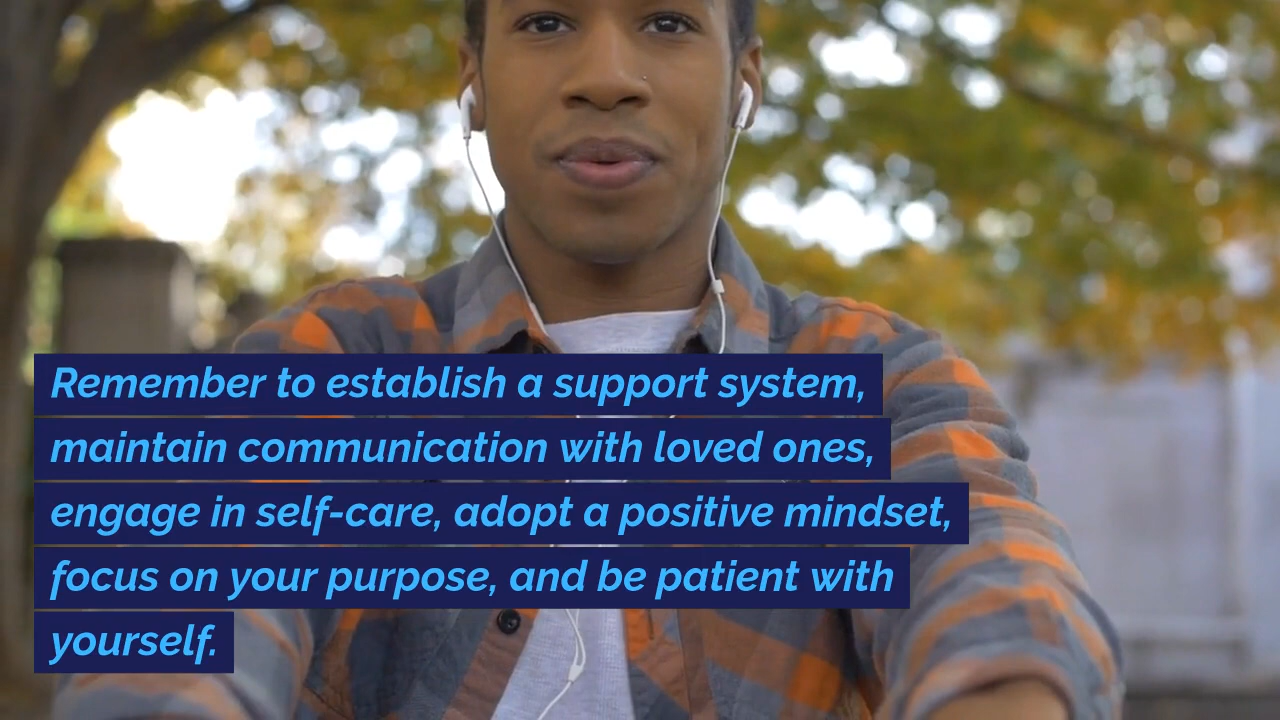 Remember to establish a support system,
maintain communication with loved ones,
engage in self-care, adopt a positive mindset,
focus on your purpose, and be patient with
yourself.